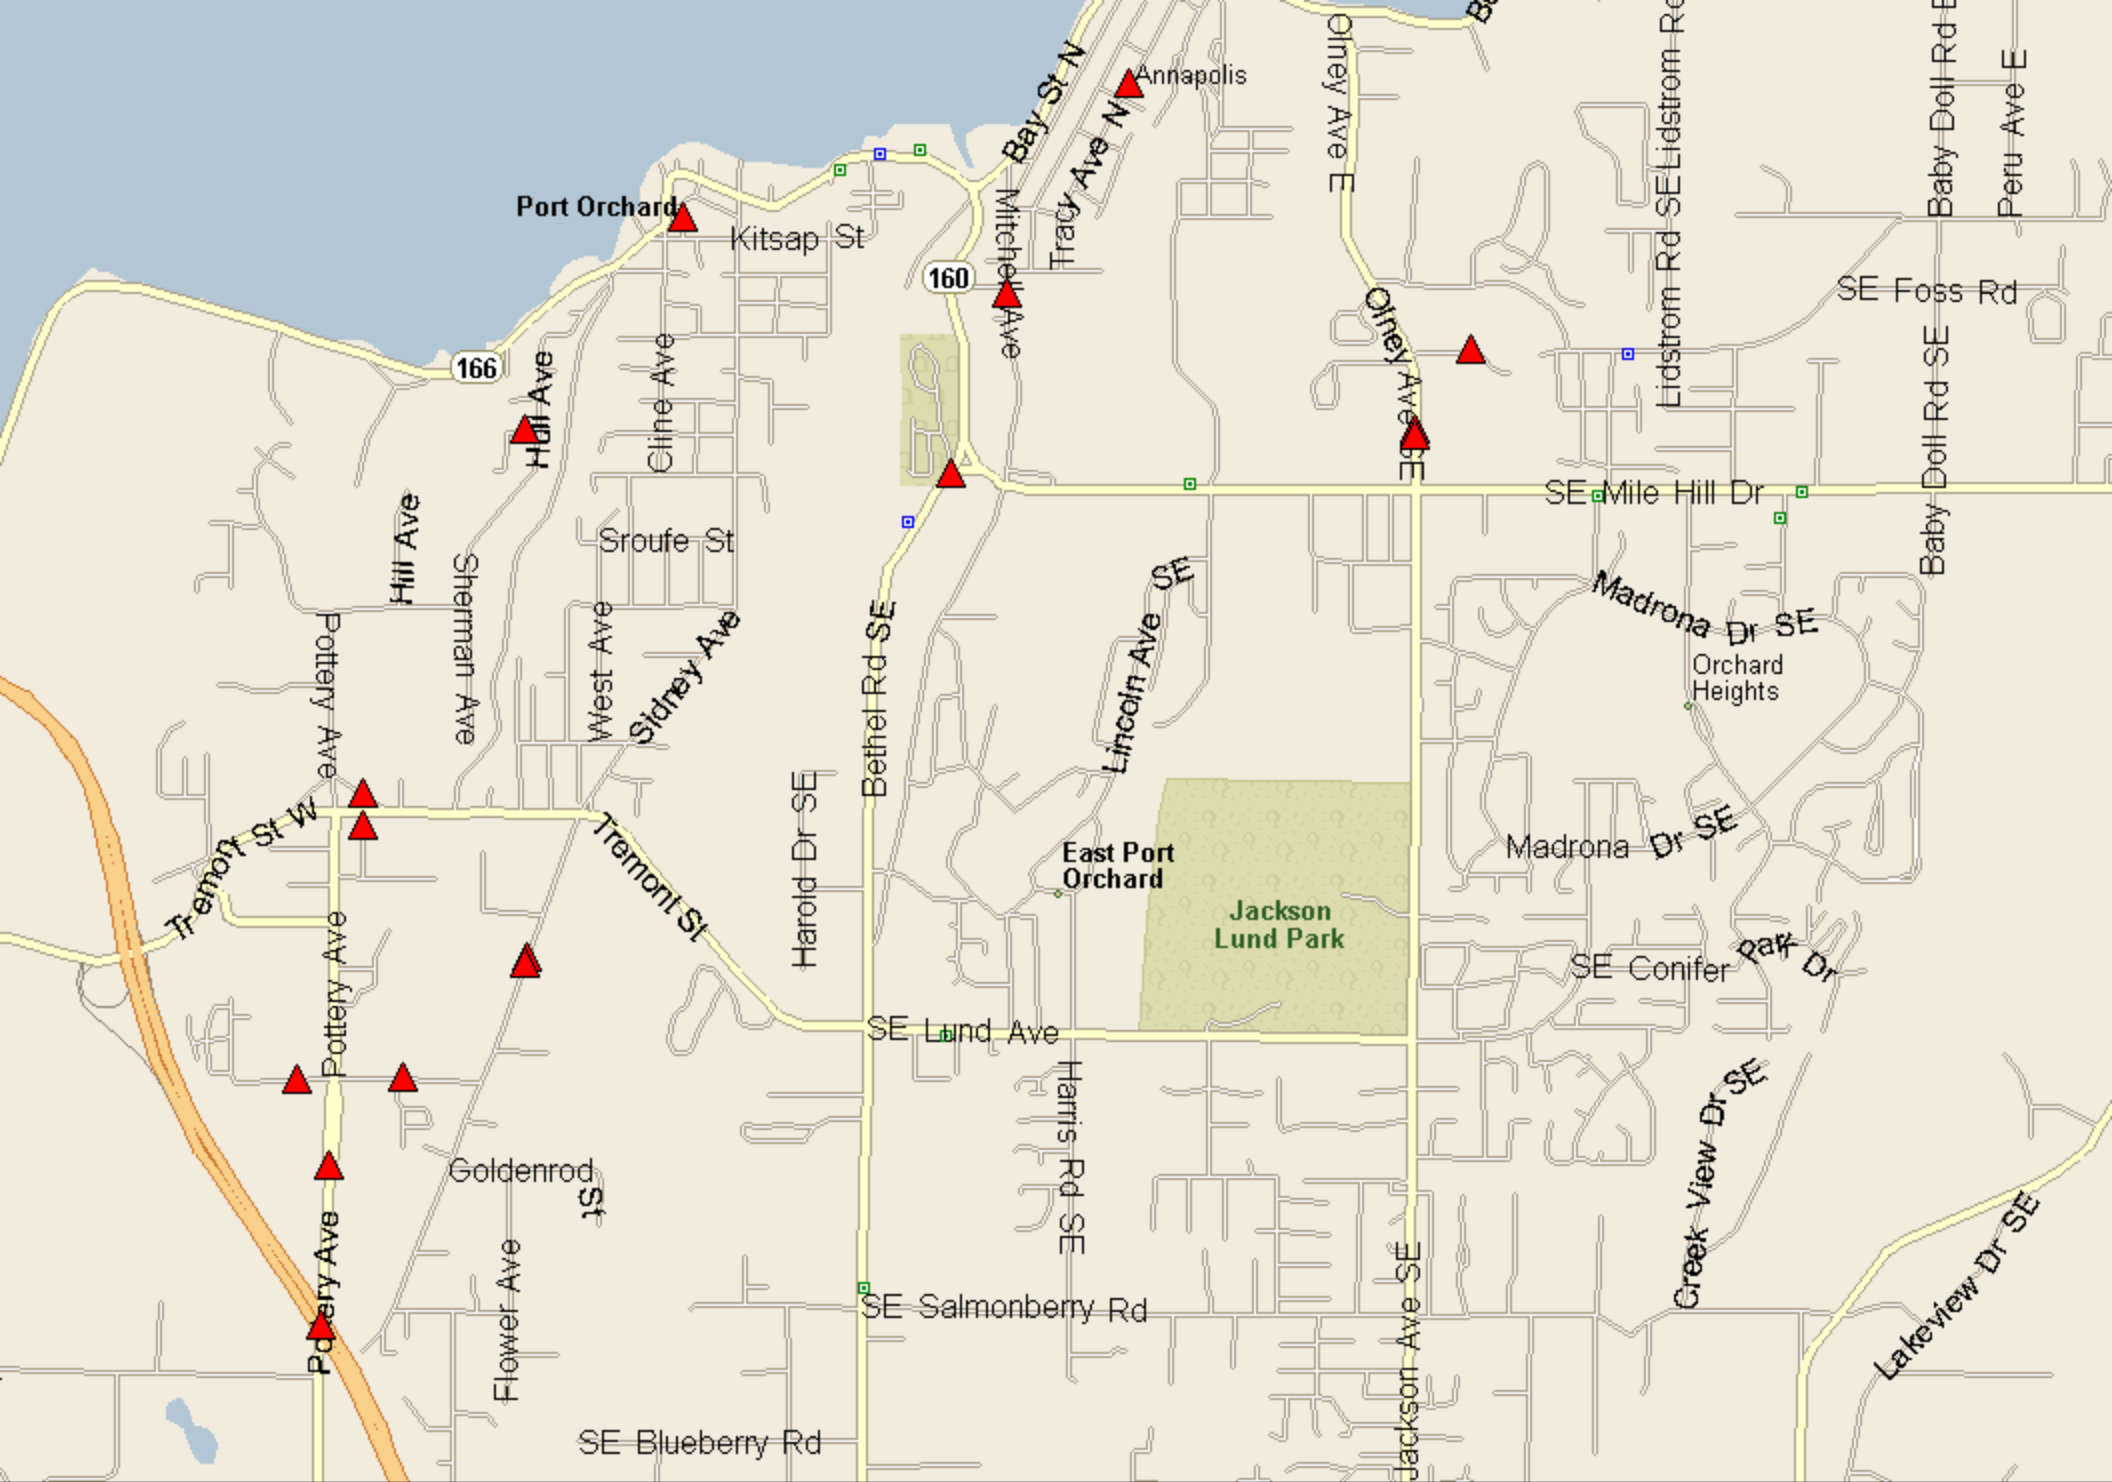 Bay St N
Annapolis
Tracy Ave N
Olney Ave E
Lidstrom Rd SE
Lidstrom Rd
Baby Doll Rd E
Baby Doll Rd
Peru Ave E
Port Orchard
Kitsap St
Mitchell Ave
160
SE Foss Rd
Olney Ave SE
Lidstrom Rd SE
Baby Doll Rd SE
166
Hull Ave
Cline Ave
SE Mile Hill Dr
Hill Ave
Sherman Ave
Sroufe St
Lincoln Ave SE
Madrona Dr SE
Pottery Ave
West Ave
Sidney Ave
Bethel Rd SE
Orchard
Heights
Tremont St W
Tremont St
Harold Dr SE
East Port
Orchard
Madrona Dr SE
Jackson
Lund Park
Pottery Ave
SE Conifer Park Dr
SE Lund Ave
Harris Rd SE
Creek View Dr SE
Goldenrod St
Pottery Ave
Flower Ave
SE Salmonberry Rd
Jackson Ave SE
Lakeview Dr SE
SE Blueberry Rd